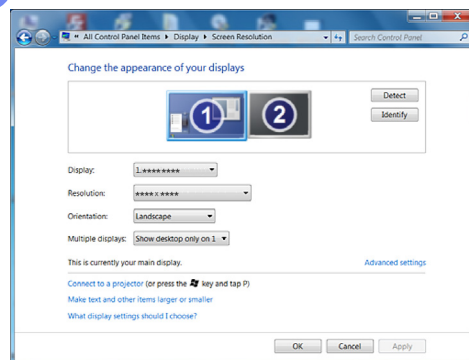 « All Control Panel Items ▸ Display ▸ Screen Resolution
Search Control Panel
Change the appearance of your displays
1
2
Detect
Identify
Display: 1.********
Resolution: **** x ****
Orientation: Landscape
Multiple displays: Show desktop only on 1
This is currently your main display.
Advanced settings
Connect to a projector (or press the key and tap P)
Make text and other items larger or smaller
What display settings should I choose?
OK
Cancel
Apply